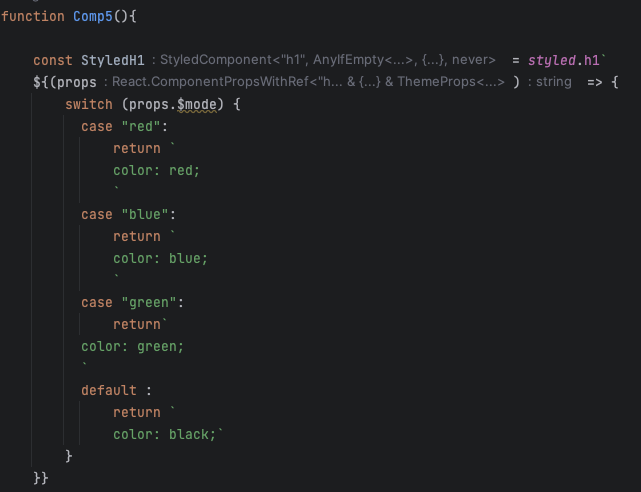 function Comp5(){
const StyledH1 : StyledComponent<"h1", AnyIfEmpty<...>, {...}, never> = styled.h1`
${(props : React.ComponentPropsWithRef<"h... & {...} & ThemeProps<...> ) : string => {
switch (props.$mode) {
case "red":
return `
color: red;
`
case "blue":
return `
color: blue;
`
case "green":
return`
color: green;
`
default :
return `
color: black;`
}
}}